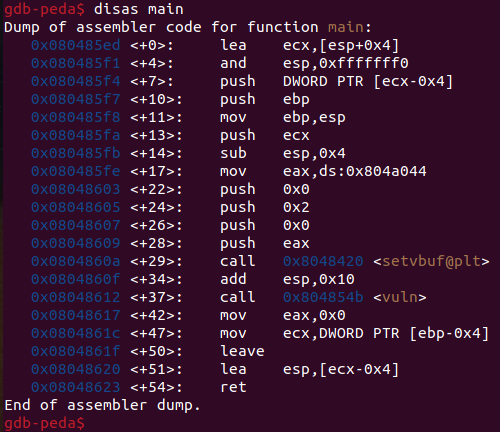 gdb-peda$ disas main
Dump of assembler code for function main:
   0x080485ed <+0>:     lea    ecx,[esp+0x4]
   0x080485f1 <+4>:     and    esp,0xfffffff0
   0x080485f4 <+7>:     push   DWORD PTR [ecx-0x4]
   0x080485f7 <+10>:    push   ebp
   0x080485f8 <+11>:    mov    ebp,esp
   0x080485fa <+13>:    push   ecx
   0x080485fb <+14>:    sub    esp,0x4
   0x080485fe <+17>:    mov    eax,ds:0x804a044
   0x08048603 <+22>:    push   0x0
   0x08048605 <+24>:    push   0x2
   0x08048607 <+26>:    push   0x0
   0x08048609 <+28>:    push   eax
   0x0804860a <+29>:    call   0x8048420 <setvbuf@plt>
   0x0804860f <+34>:    add    esp,0x10
   0x08048612 <+37>:    call   0x804854b <vuln>
   0x08048617 <+42>:    mov    eax,0x0
   0x0804861c <+47>:    mov    ecx,DWORD PTR [ebp-0x4]
   0x0804861f <+50>:    leave
   0x08048620 <+51>:    lea    esp,[ecx-0x4]
   0x08048623 <+54>:    ret
End of assembler dump.
gdb-peda$